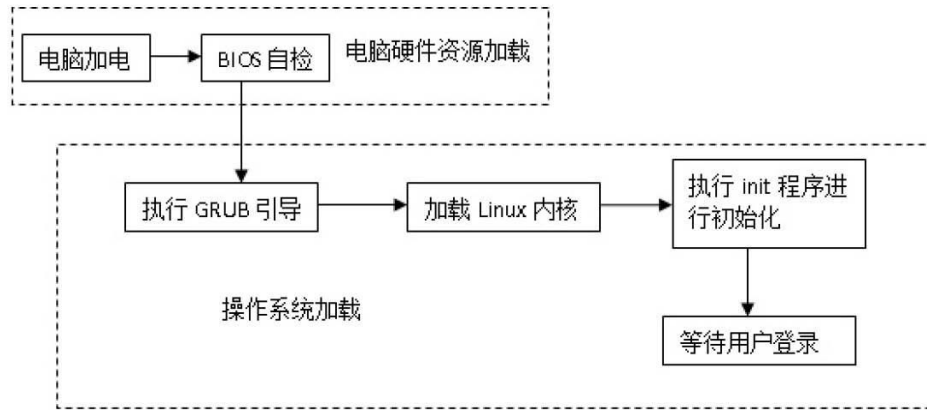 电脑加电
BIOS 自检
电脑硬件资源加载
执行 GRUB 引导
加载 Linux 内核
执行 init 程序进
行初始化
操作系统加载
等待用户登录